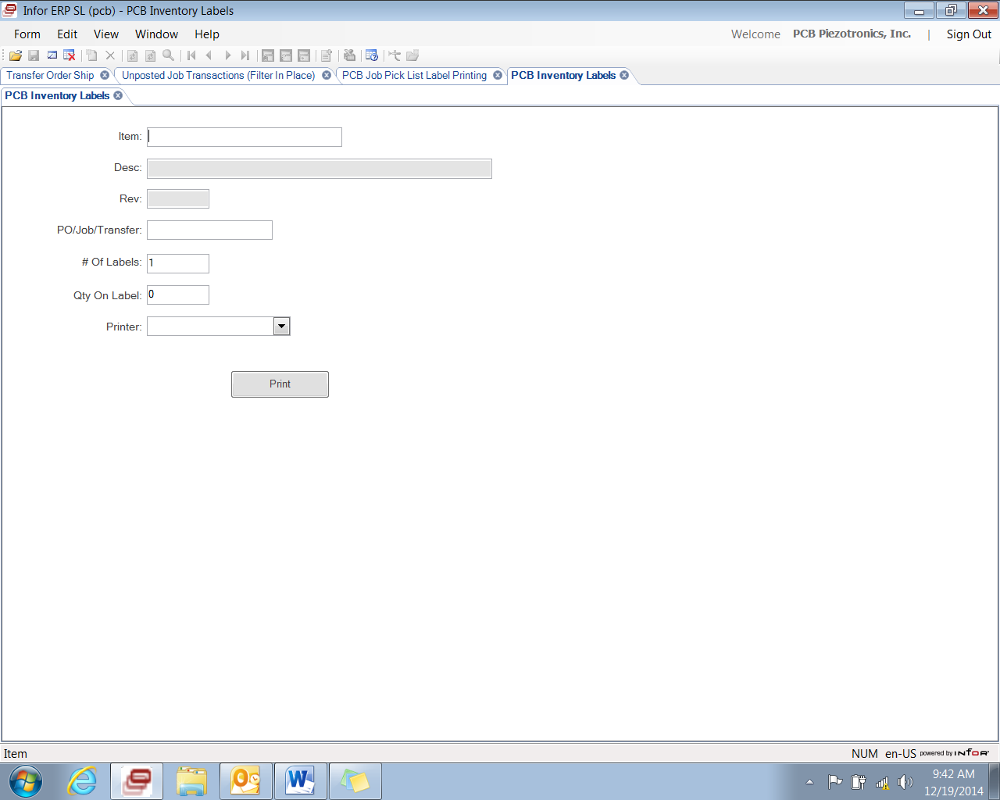 Infor ERP SL (pcb) - PCB Inventory Labels
Form Edit View Window Help Welcome PCB Piezotronics, Inc. | Sign Out
Transfer Order Ship Unposted Job Transactions (Filter In Place) PCB Job Pick List Label Printing PCB Inventory Labels
PCB Inventory Labels
Item:
Desc:
Rev:
PO/Job/Transfer:
# Of Labels: 1
Qty On Label: 0
Printer:
Print
Item NUM en-US powered by infor
9:42 AM
12/19/2014